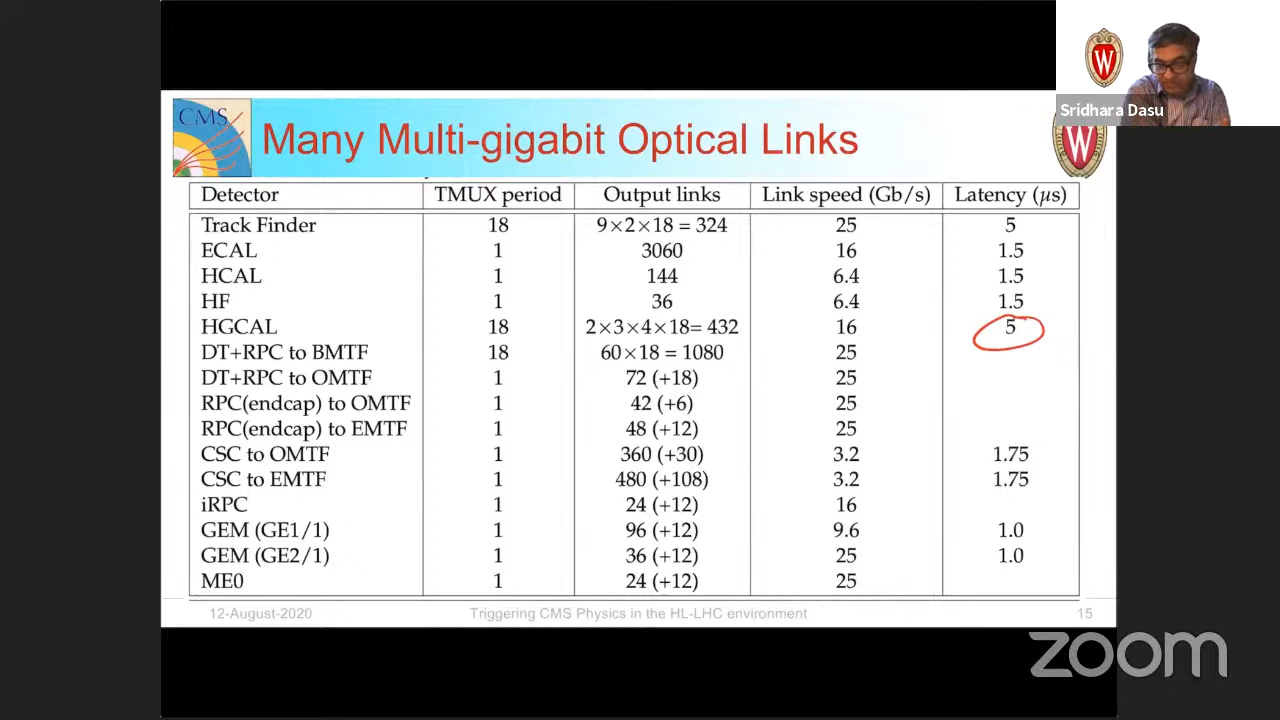 W
Sridhara Dasu
CMS
Many Multi-gigabit Optical Links
W
Detector TMUX period Output links Link speed (Gb/s) Latency (μs)
Track Finder 18 9×2×18 = 324 25 5
ECAL 1 3060 16 1.5
HCAL 1 144 6.4 1.5
HF 1 36 6.4 1.5
HGCAL 18 2×3×4×18= 432 16 5
DT+RPC to BMTF 18 60×18 = 1080 25
DT+RPC to OMTF 1 72 (+18) 25
RPC(endcap) to OMTF 1 42 (+6) 25
RPC(endcap) to EMTF 1 48 (+12) 25
CSC to OMTF 1 360 (+30) 3.2 1.75
CSC to EMTF 1 480 (+108) 3.2 1.75
iRPC 1 24 (+12) 16
GEM (GE1/1) 1 96 (+12) 9.6 1.0
GEM (GE2/1) 1 36 (+12) 25 1.0
ME0 1 24 (+12) 25
12-August-2020 Triggering CMS Physics in the HL-LHC environment 15
zoom